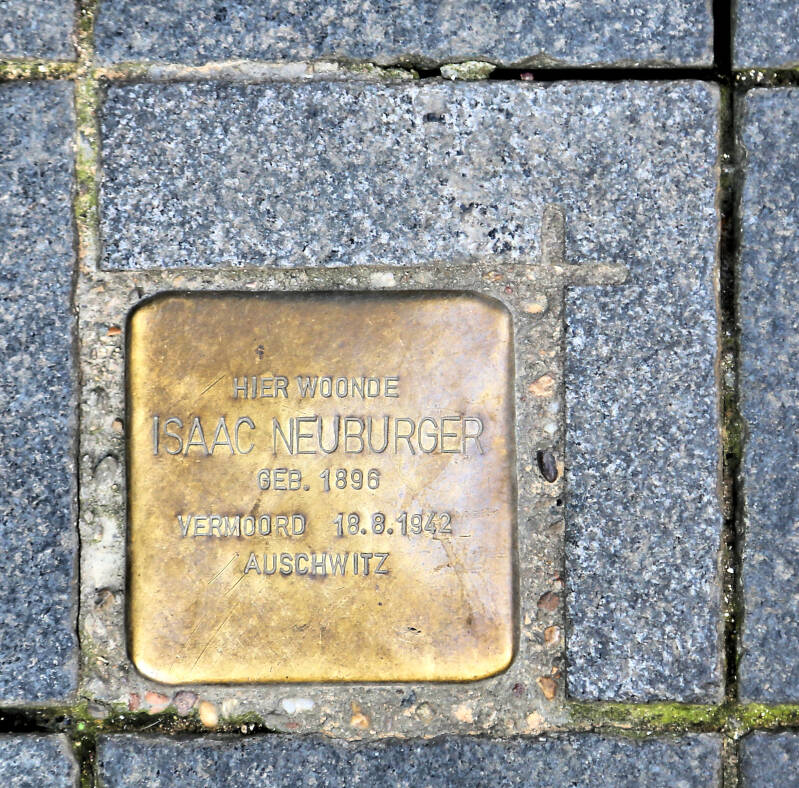 HIER WOONDE
ISAAC NEUBURGER
GEB. 1896
VERMOORD 18.8.1942
AUSCHWITZ